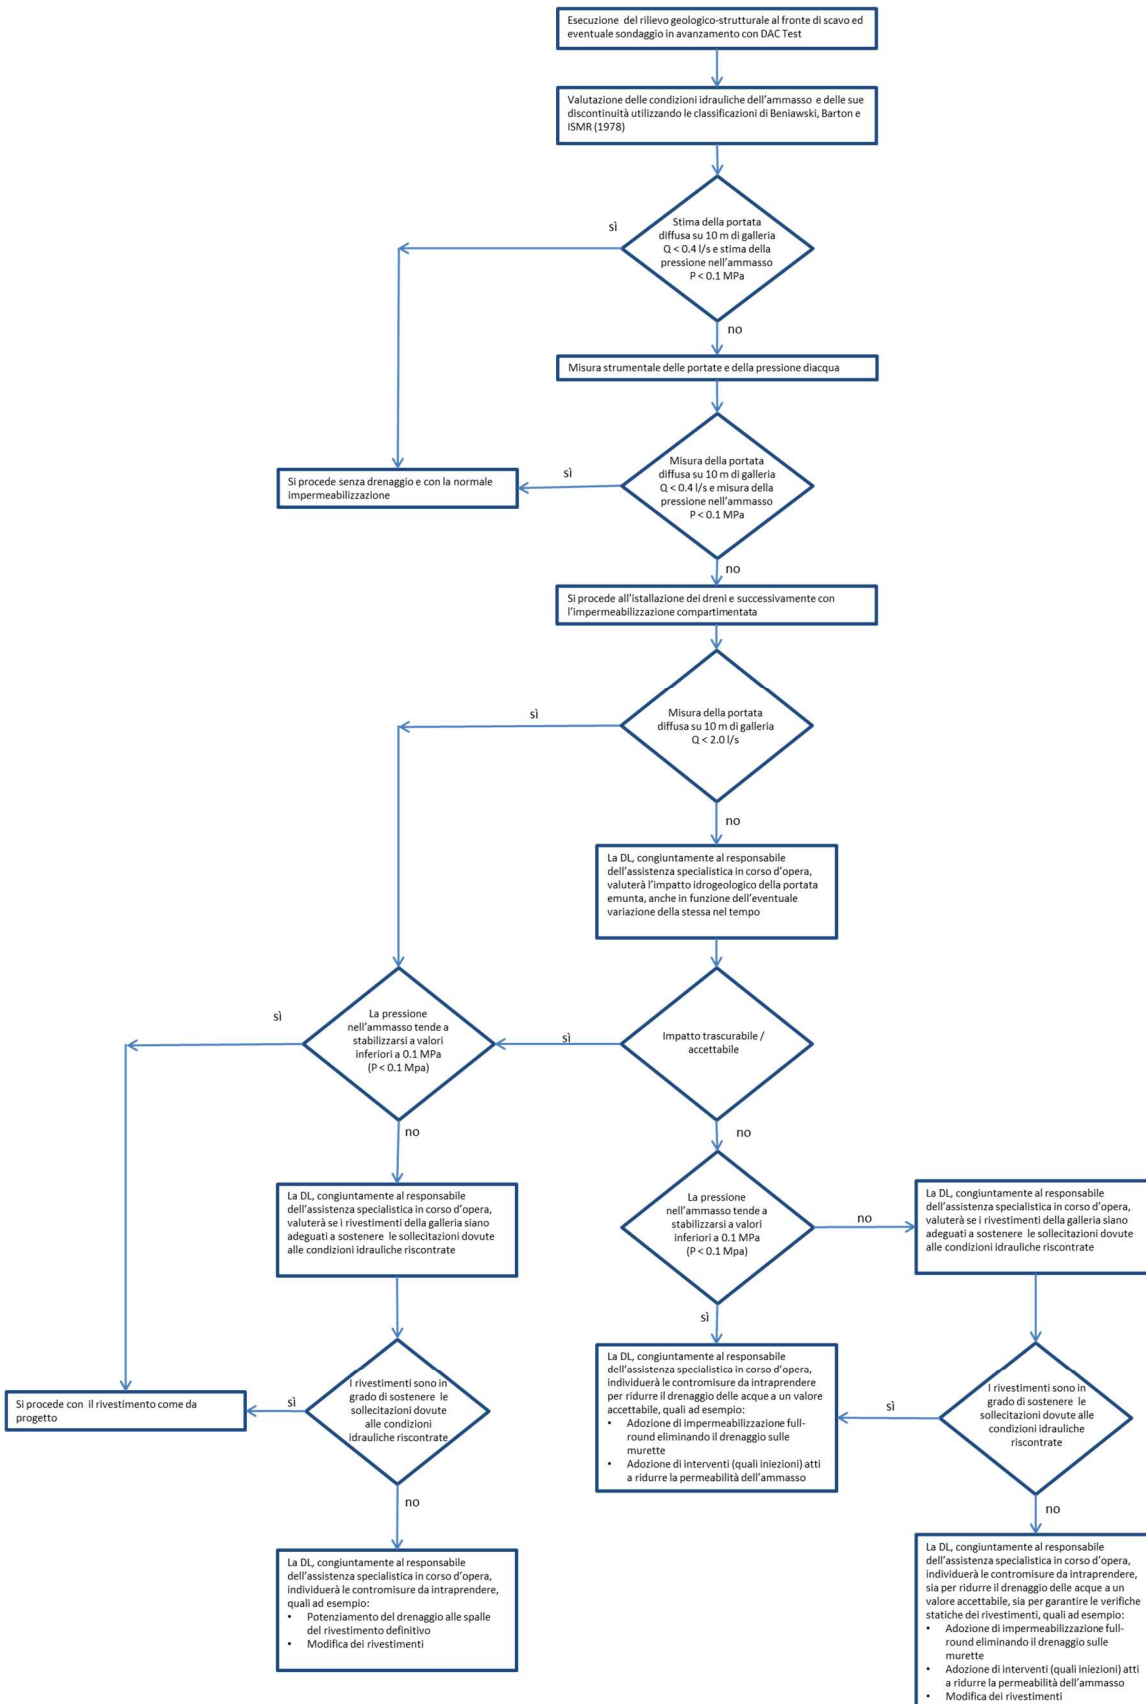 Esecuzione del rilievo geologico-strutturale al fronte di scavo ed
eventuale sondaggio in avanzamento con DAC Test
Valutazione delle condizioni idrauliche dell'ammasso e delle sue
discontinuità utilizzando le classificazioni di Beniawski, Barton e
ISMR (1978)
Stima della portata
diffusa su 10 m di galleria
Q < 0.4 l/s e stima della
pressione nell'ammasso
P < 0.1 MPa
sì
no
Misura strumentale delle portate e della pressione diacqua
Misura della portata
diffusa su 10 m di galleria
Q < 0.4 l/s e misura della
pressione nell'ammasso
P < 0.1 MPa
sì
Si procede senza drenaggio e con la normale
impermeabilizzazione
no
Si procede all'istallazione dei dreni e successivamente con
l'impermeabilizzazione compartimentata
Misura della portata
diffusa su 10 m di galleria
Q < 2.0 l/s
sì
no
La DL, congiuntamente al responsabile
dell'assistenza specialistica in corso d'opera,
valuterà l'impatto idrogeologico della portata
emunta, anche in funzione dell'eventuale
variazione della stessa nel tempo
Impatto trascurabile /
accettabile
sì
no
La pressione
nell'ammasso tende a
stabilizzarsi a valori
inferiori a 0.1 MPa
(P < 0.1 Mpa)
sì
no
La DL, congiuntamente al responsabile
dell'assistenza specialistica in corso d'opera,
valuterà se i rivestimenti della galleria siano
adeguati a sostenere le sollecitazioni dovute
alle condizioni idrauliche riscontrate
I rivestimenti sono in
grado di sostenere le
sollecitazioni dovute
alle condizioni
idrauliche riscontrate
sì
Si procede con il rivestimento come da
progetto
no
La DL, congiuntamente al responsabile
dell'assistenza specialistica in corso d'opera,
individuerà le contromisure da intraprendere,
quali ad esempio:
• Potenziamento del drenaggio alle spalle
del rivestimento definitivo
• Modifica dei rivestimenti
La pressione
nell'ammasso tende a
stabilizzarsi a valori
inferiori a 0.1 MPa
(P < 0.1 Mpa)
no
sì
La DL, congiuntamente al responsabile
dell'assistenza specialistica in corso d'opera,
individuerà le contromisure da intraprendere
per ridurre il drenaggio delle acque a un valore
accettabile, quali ad esempio:
• Adozione di impermeabilizzazione full-
round eliminando il drenaggio sulle
murette
• Adozione di interventi (quali iniezioni) atti
a ridurre la permeabilità dell'ammasso
La DL, congiuntamente al responsabile
dell'assistenza specialistica in corso d'opera,
valuterà se i rivestimenti della galleria siano
adeguati a sostenere le sollecitazioni dovute
alle condizioni idrauliche riscontrate
I rivestimenti sono in
grado di sostenere le
sollecitazioni dovute alle
condizioni idrauliche
riscontrate
sì
no
La DL, congiuntamente al responsabile
dell'assistenza specialistica in corso d'opera,
individuerà le contromisure da intraprendere,
sia per ridurre il drenaggio delle acque a un
valore accettabile, sia per garantire le verifiche
statiche dei rivestimenti, quali ad esempio:
• Adozione di impermeabilizzazione full-
round eliminando il drenaggio sulle
murette
• Adozione di interventi (quali iniezioni) atti
a ridurre la permeabilità dell'ammasso
• Modifica dei rivestimenti